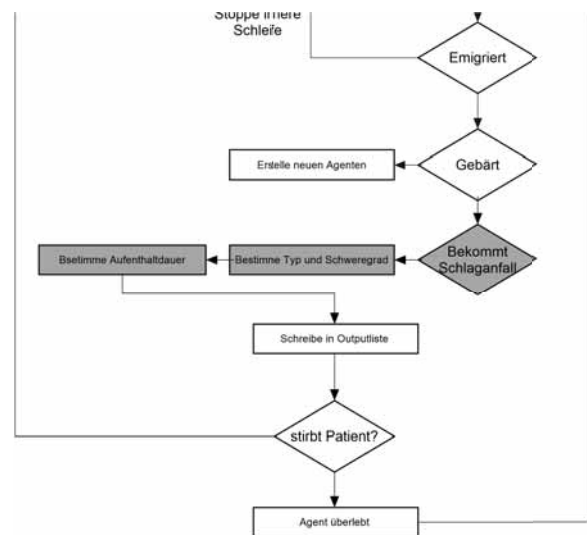 Stoppe innere
Schleife
Emigriert
Erstelle neuen Agenten
Gebärt
Bsetimme Aufenthaltdauer
Bestimne Typ und Schweregrad
Bekommt
Schlaganfall
Schreibe in Outputliste
stirbt Patient?
Agent überlebt